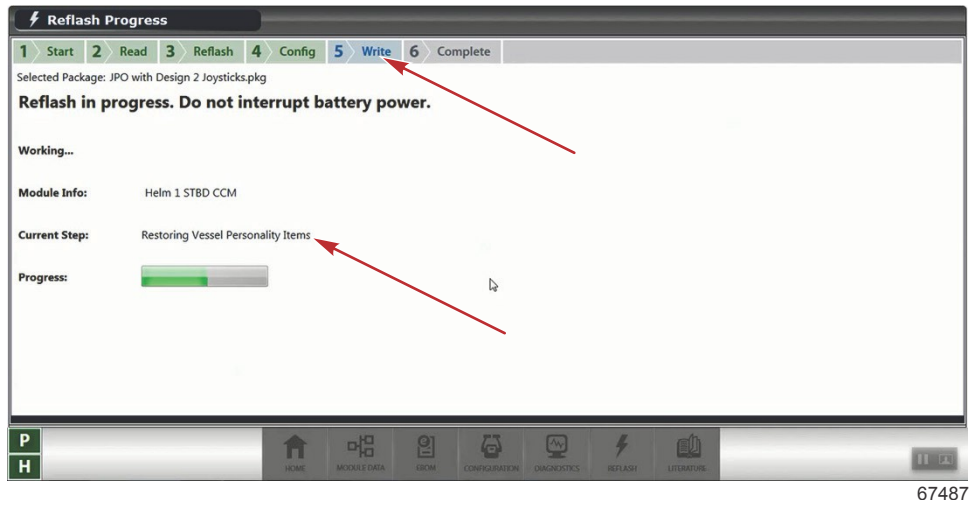 Reflash Progress
1 Start 2 Read 3 Reflash 4 Config 5 Write 6 Complete
Selected Package: JPO with Design 2 Joysticks.pkg
Reflash in progress. Do not interrupt battery power.
Working...
Module Info: Helm 1 STBD CCM
Current Step: Restoring Vessel Personality Items
Progress:
P
H
HOME MODULE DATA EBOM CONFIGURATION DIAGNOSTICS REFLASH LITERATURE
67487